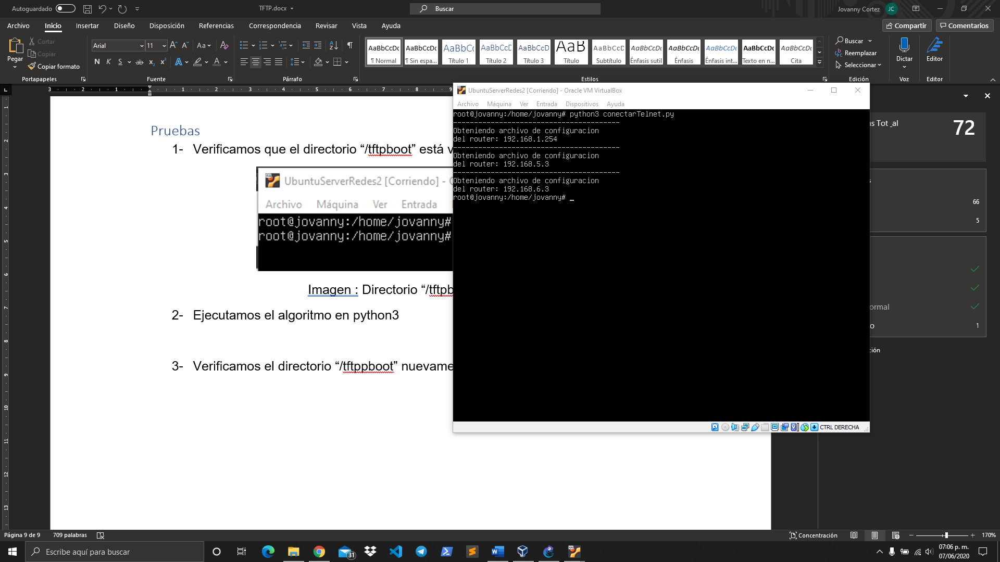 Autoguardado
TFTP.docx
Buscar
Jovanny Cortez
JC
Archivo
Inicio
Insertar
Diseño
Disposición
Referencias
Correspondencia
Revisar
Vista
Ayuda
Compartir
Comentarios
Pegar
Cortar
Copiar
Copiar formato
Portapapeles
Arial
11
Aa
N K S ab x₂ x²
Fuente
Párrafo
AaBbCcDc
¶ Normal
AaBbCcDc
¶ Sin espa...
AaBbCc
Título 1
AaBbCcD
Título 2
AaBbCcD
Título 3
AaB
Título
AaBbCcD
Subtítulo
AaBbCcDc
Énfasis sutil
AaBbCcDc
Énfasis
AaBbCcDc
Énfasis int...
AaBbCcDc
Texto en n...
AaBbCcDc
Cita
Estilos
Buscar
Reemplazar
Seleccionar
Edición
Dictar
Voz
Editor
Editor
Pruebas
1- Verificamos que el directorio “/tftpboot” está v
UbuntuServerRedes2 [Corriendo] - O
Archivo Máquina Ver Entrada
root@jovanny:/home/jovanny#
root@jovanny:/home/jovanny#
Imagen : Directorio “/tftpb
2- Ejecutamos el algoritmo en python3
3- Verificamos el directorio “/tftppboot” nuevame
UbuntuServerRedes2 [Corriendo] - Oracle VM VirtualBox
Archivo Máquina Ver Entrada Dispositivos Ayuda
root@jovanny:/home/jovanny# python3 conectarTelnet.py
----------------------------------------
Obteniendo archivo de configuracion
del router: 192.168.1.254
----------------------------------------
Obteniendo archivo de configuracion
del router: 192.168.5.3
----------------------------------------
Obteniendo archivo de configuracion
del router: 192.168.6.3
root@jovanny:/home/jovanny# _
CTRL DERECHA
s Tot_al
72
s
66
5
ormal
o
1
ción
Página 9 de 9
709 palabras
Concentración
170%
Escribe aquí para buscar
31
07:06 p. m.
07/06/2020